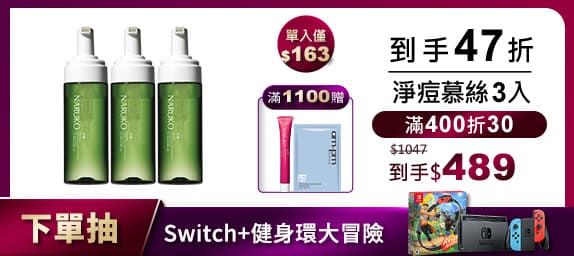 單入僅
$163
到手47折
淨痘慕絲3入
滿400折30
$1047
到手$489
滿1100贈
NARUKO
NARUKO
NARUKO
am+pm
下單抽
Switch+健身環大冒險